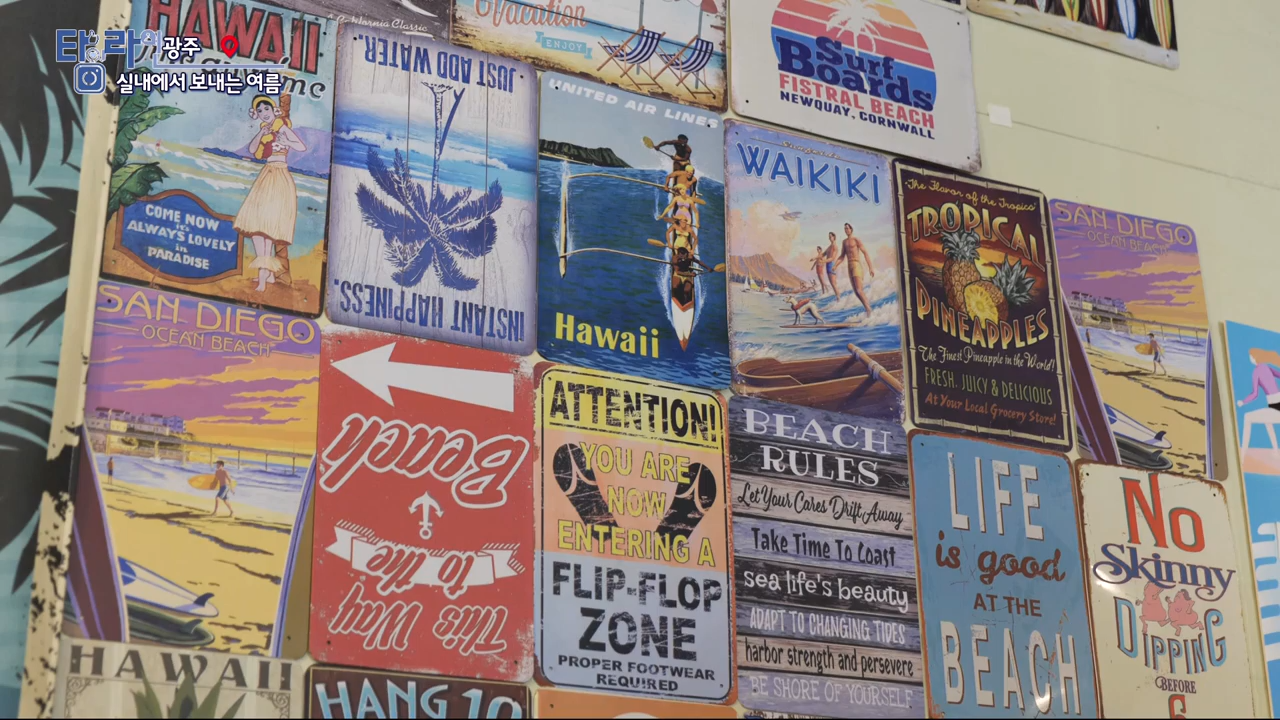 탐나라 광주
실내에서 보내는 여름
HAWAII
COME NOW
it's
ALWAYS LOVELY
in
PARADISE
A California Classic
INSTANT HAPPINESS.
JUST ADD WATER.
Vacation
ENJOY
UNITED AIR LINES
Hawaii
Surf
Boards
FISTRAL BEACH
NEWQUAY, CORNWALL
WAIKIKI
"The Flavor of the Tropics"
TROPICAL
PINEAPPLES
The Finest Pineapple in the World!
FRESH, JUICY & DELICIOUS
At Your Local Grocery Store!
SAN DIEGO
OCEAN BEACH
SAN DIEGO
OCEAN BEACH
This Way
to the
Beach
ATTENTION!
YOU ARE
NOW
ENTERING A
FLIP-FLOP
ZONE
PROPER FOOTWEAR
REQUIRED
BEACH
RULES
Let Your Cares Drift Away
Take Time To Coast
sea life's beauty
ADAPT TO CHANGING TIDES
harbor strength and persevere
BE SHORE OF YOURSELF
LIFE
is good
AT THE
BEACH
No
Skinny
DIPPING
BEFORE
HAWAII
HANG 10